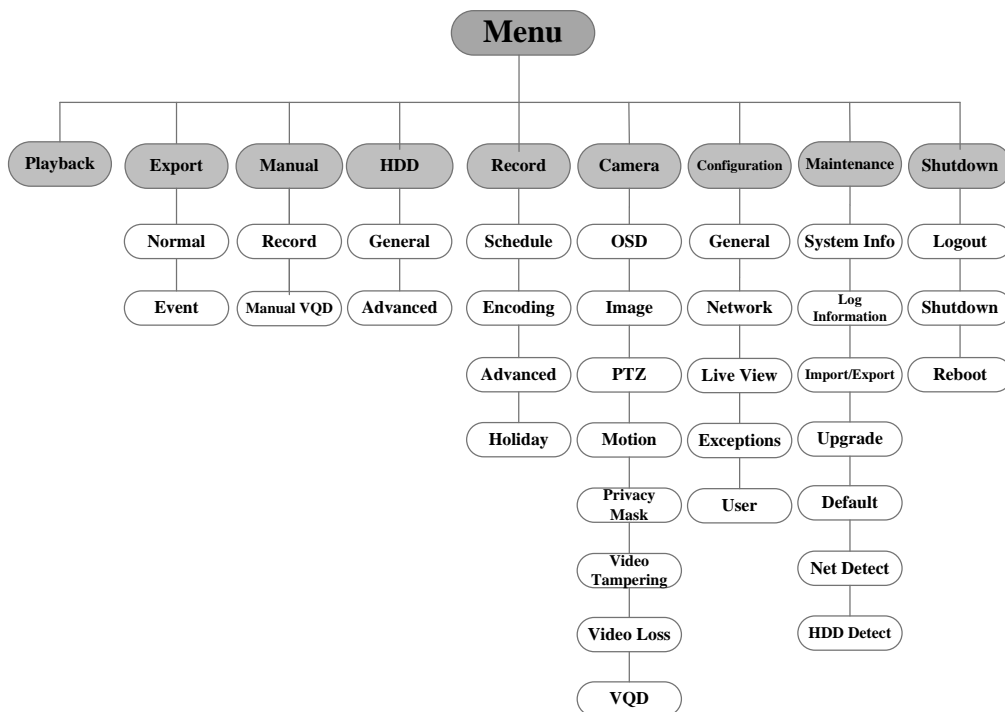 Menu
Playback
Export
Manual
HDD
Record
Camera
Configuration
Maintenance
Shutdown
Normal
Record
General
Schedule
OSD
General
System Info
Logout
Event
Manual VQD
Advanced
Encoding
Image
Network
Log
Information
Shutdown
Advanced
PTZ
Live View
Import/Export
Reboot
Holiday
Motion
Exceptions
Upgrade
Privacy
Mask
User
Default
Video
Tampering
Net Detect
Video Loss
HDD Detect
VQD